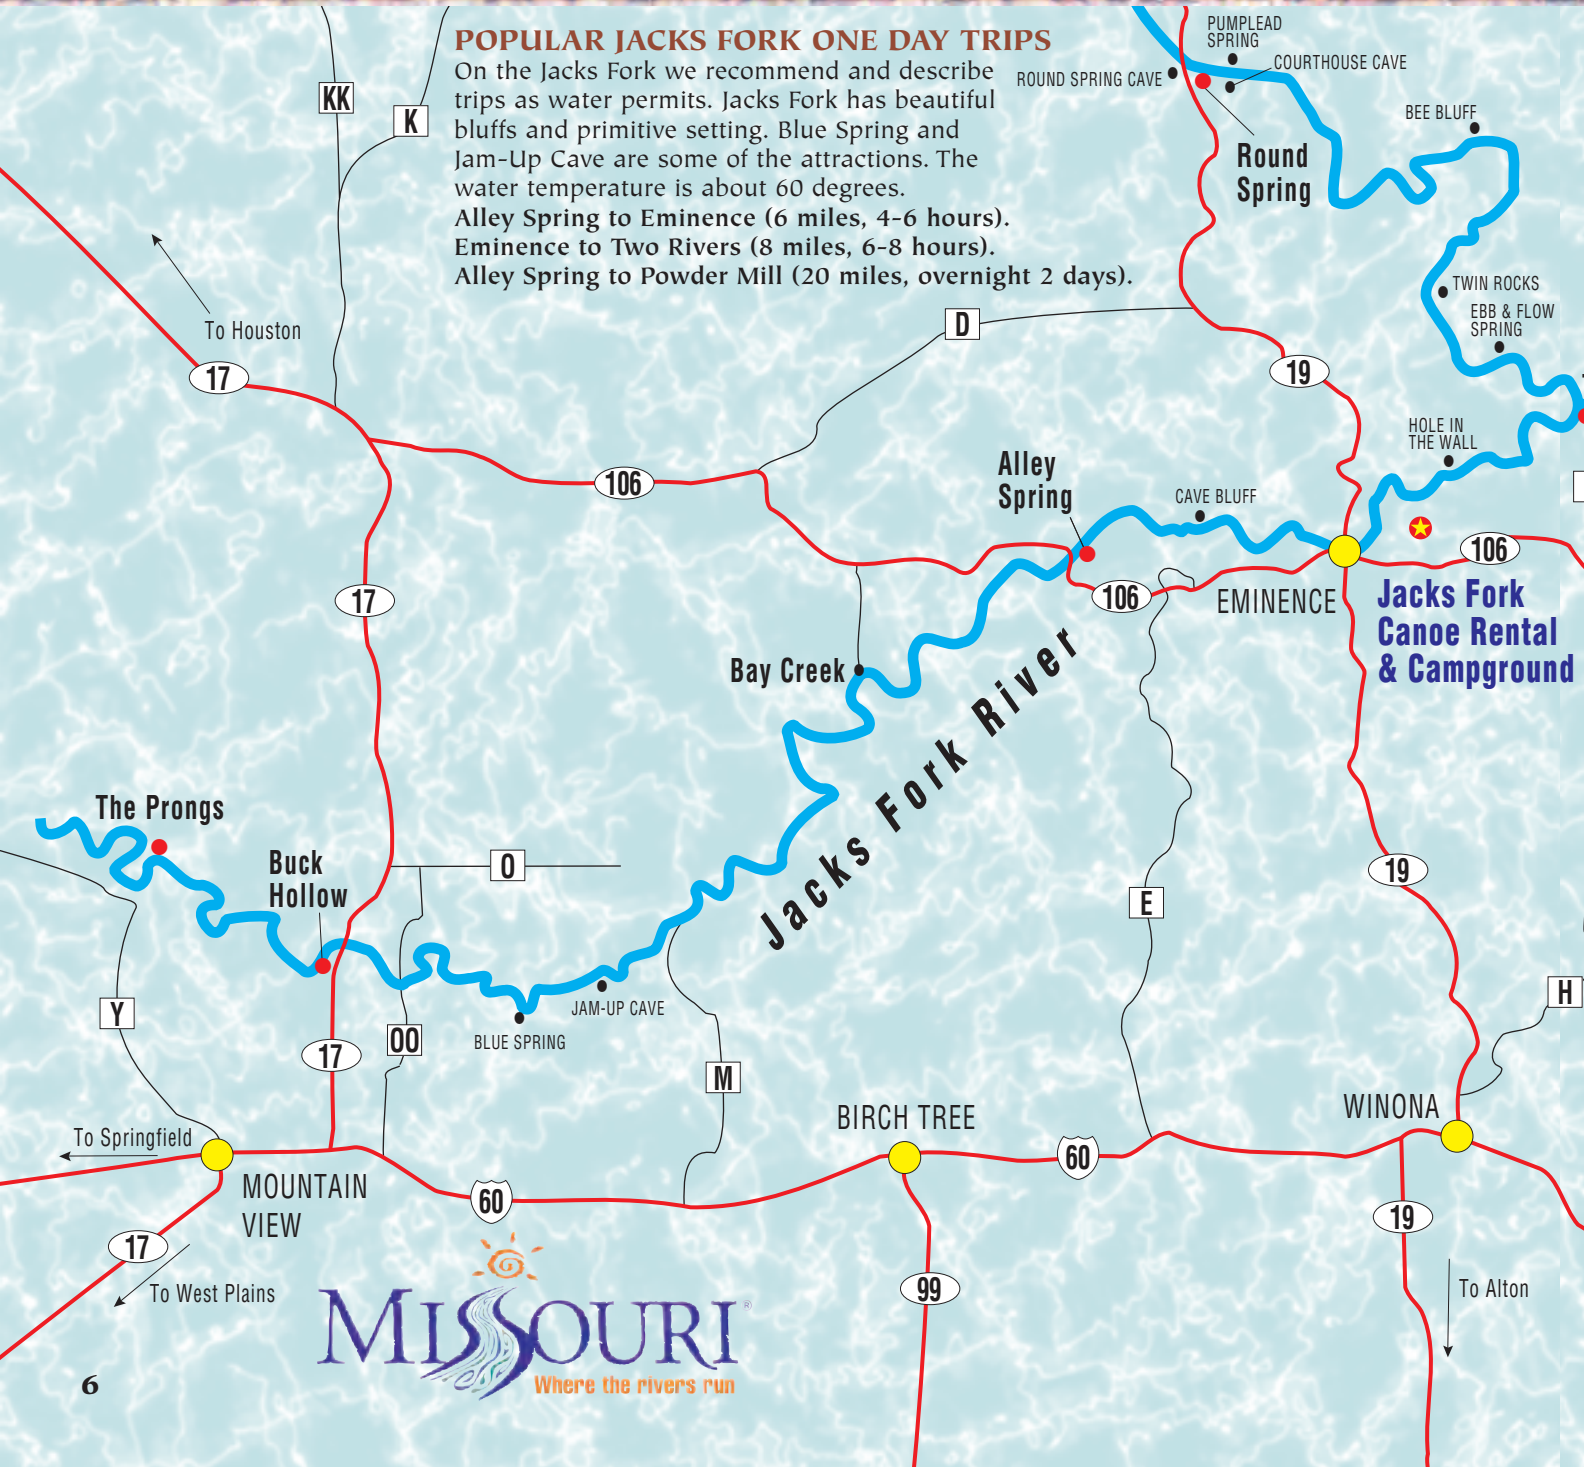 POPULAR JACKS FORK ONE DAY TRIPS
On the Jacks Fork we recommend and describe
trips as water permits. Jacks Fork has beautiful
bluffs and primitive setting. Blue Spring and
Jam-Up Cave are some of the attractions. The
water temperature is about 60 degrees.
Alley Spring to Eminence (6 miles, 4-6 hours).
Eminence to Two Rivers (8 miles, 6-8 hours).
Alley Spring to Powder Mill (20 miles, overnight 2 days).
PUMPLEAD
SPRING
ROUND SPRING CAVE
COURTHOUSE CAVE
KK
K
BEE BLUFF
Round
Spring
TWIN ROCKS
EBB & FLOW
SPRING
To Houston
D
17
19
HOLE IN
THE WALL
106
Alley
Spring
CAVE BLUFF
106
17
106
EMINENCE
Jacks Fork
Canoe Rental
& Campground
Bay Creek
Jacks Fork River
The Prongs
Buck
Hollow
O
19
E
JAM-UP CAVE
BLUE SPRING
H
Y
OO
17
M
BIRCH TREE
WINONA
To Springfield
60
MOUNTAIN
VIEW
60
19
17
To West Plains
99
To Alton
MISSOURI®
Where the rivers run
6